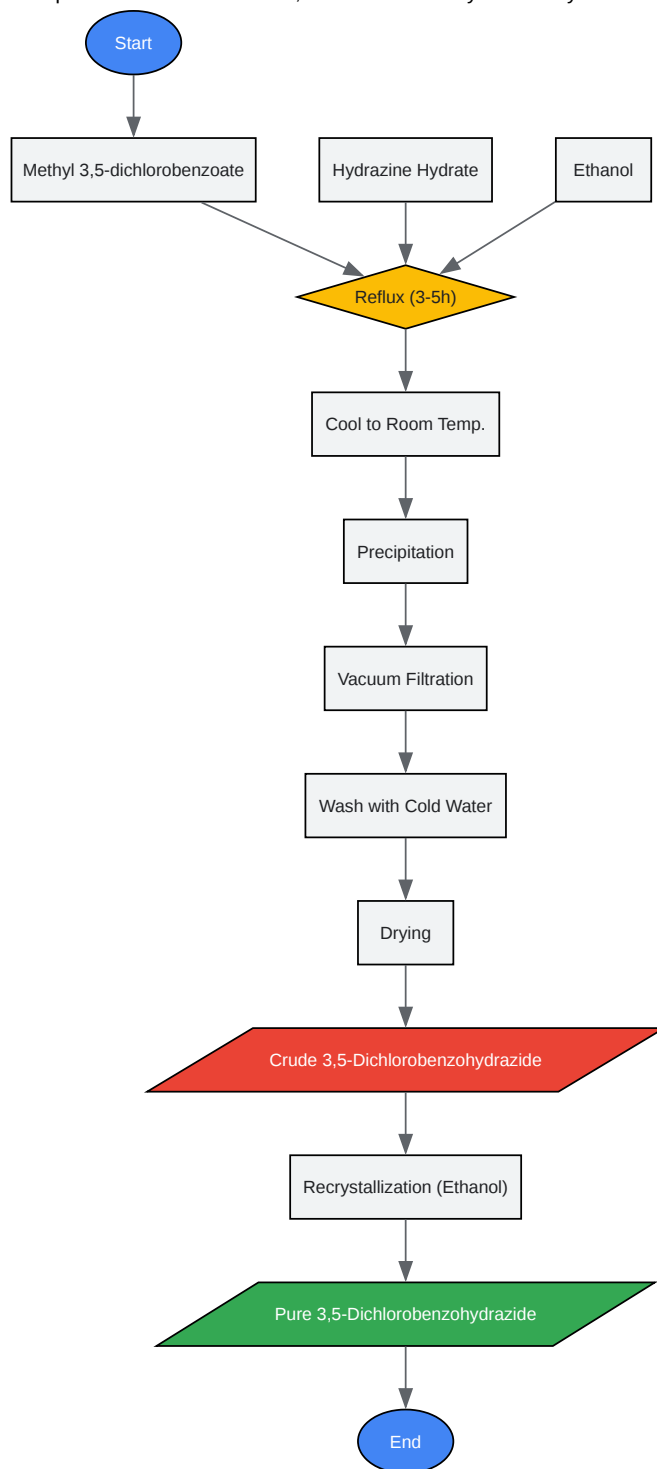 Start
Methyl 3,5-dichlorobenzoate
Hydrazine Hydrate
Ethanol
Reflux (3-5h)
Cool to Room Temp.
Precipitation
Vacuum Filtration
Wash with Cold Water
Drying
Crude 3,5-Dichlorobenzohydrazide
Recrystallization (Ethanol)
Pure 3,5-Dichlorobenzohydrazide
End